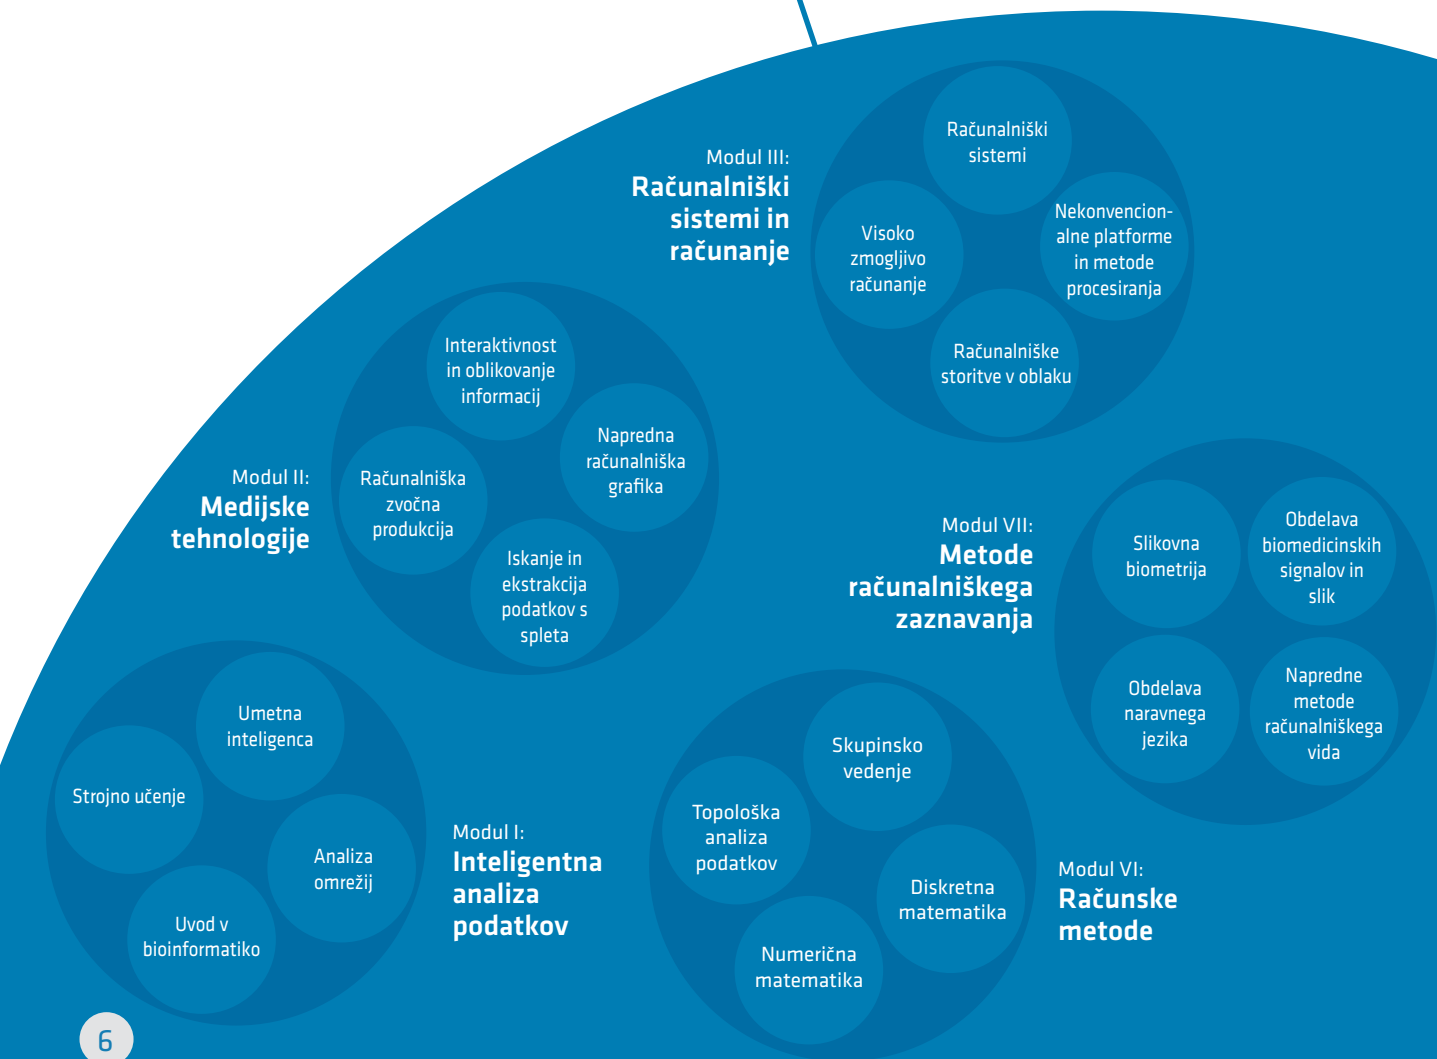 Modul III:
Računalniški
sistemi in
računanje
Računalniški
sistemi
Visoko
zmogljivo
računanje
Nekonvencion-
alne platforme
in metode
procesiranja
Računalniške
storitve v oblaku
Modul II:
Medijske
tehnologije
Interaktivnost
in oblikovanje
informacij
Napredna
računalniška
grafika
Računalniška
zvočna
produkcija
Iskanje in
ekstrakcija
podatkov s
spleta
Modul VII:
Metode
računalniškega
zaznavanja
Slikovna
biometrija
Obdelava
biomedicinskih
signalov in
slik
Obdelava
naravnega
jezika
Napredne
metode
računalniškega
vida
Umetna
inteligenca
Strojno učenje
Analiza
omrežij
Uvod v
bioinformatiko
Modul I:
Inteligentna
analiza
podatkov
Skupinsko
vedenje
Topološka
analiza
podatkov
Diskretna
matematika
Numerična
matematika
Modul VI:
Računske
metode
6